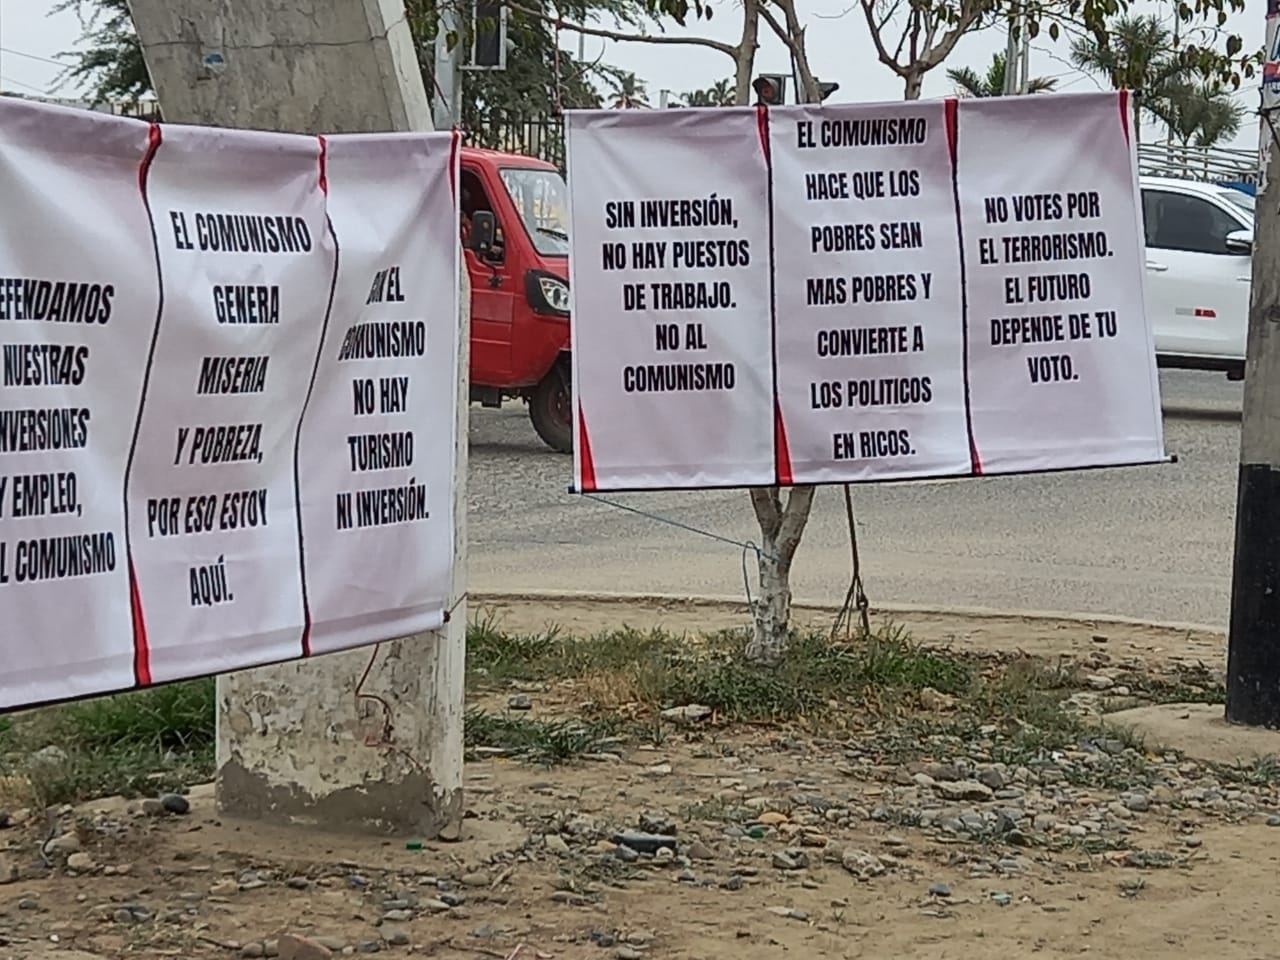 NUESTRAS
Y EMPLEO,
COMUNISMO
EL COMUNISMO
GENERA
MISERIA
Y POBREZA,
POR ESO ESTOY
AQUÍ.
EL
COMUNISMO
NO HAY
TURISMO
NI INVERSIÓN.
SIN INVERSIÓN,
NO HAY PUESTOS
DE TRABAJO.
NO AL
COMUNISMO
EL COMUNISMO
HACE QUE LOS
POBRES SEAN
MAS POBRES Y
CONVIERTE A
LOS POLITICOS
EN RICOS.
NO VOTES POR
EL TERRORISMO.
EL FUTURO
DEPENDE DE TU
VOTO.